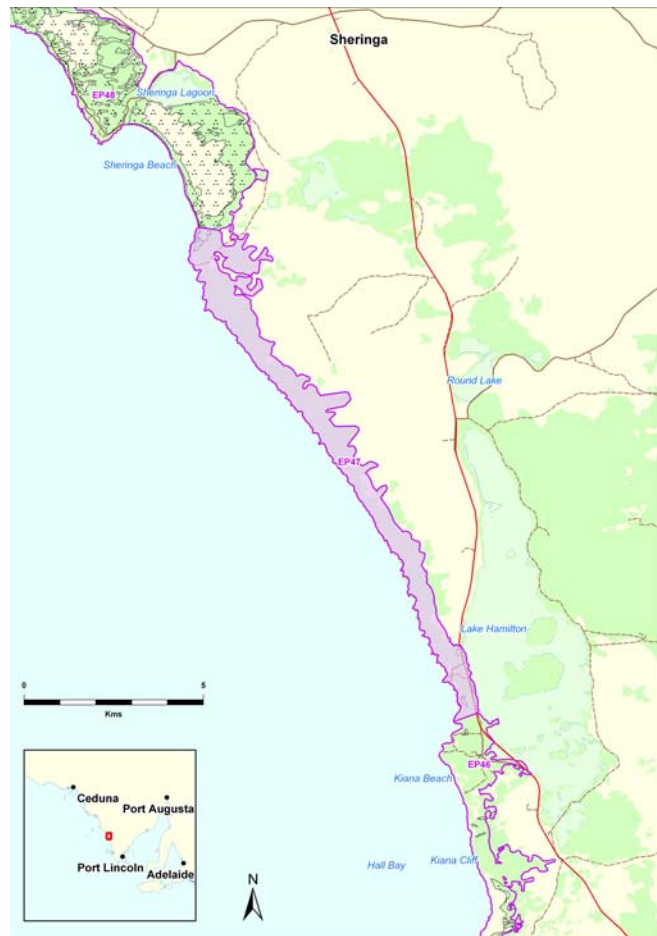 Sheringa
EP48
Sheringa Lagoon
Sheringa Beach
Round Lake
EP47
Lake Hamilton
0
5
Kms
EP46
Kiana Beach
Hall Bay
Kiana Cliff
Ceduna
Port Augusta
Port Lincoln
Adelaide
N